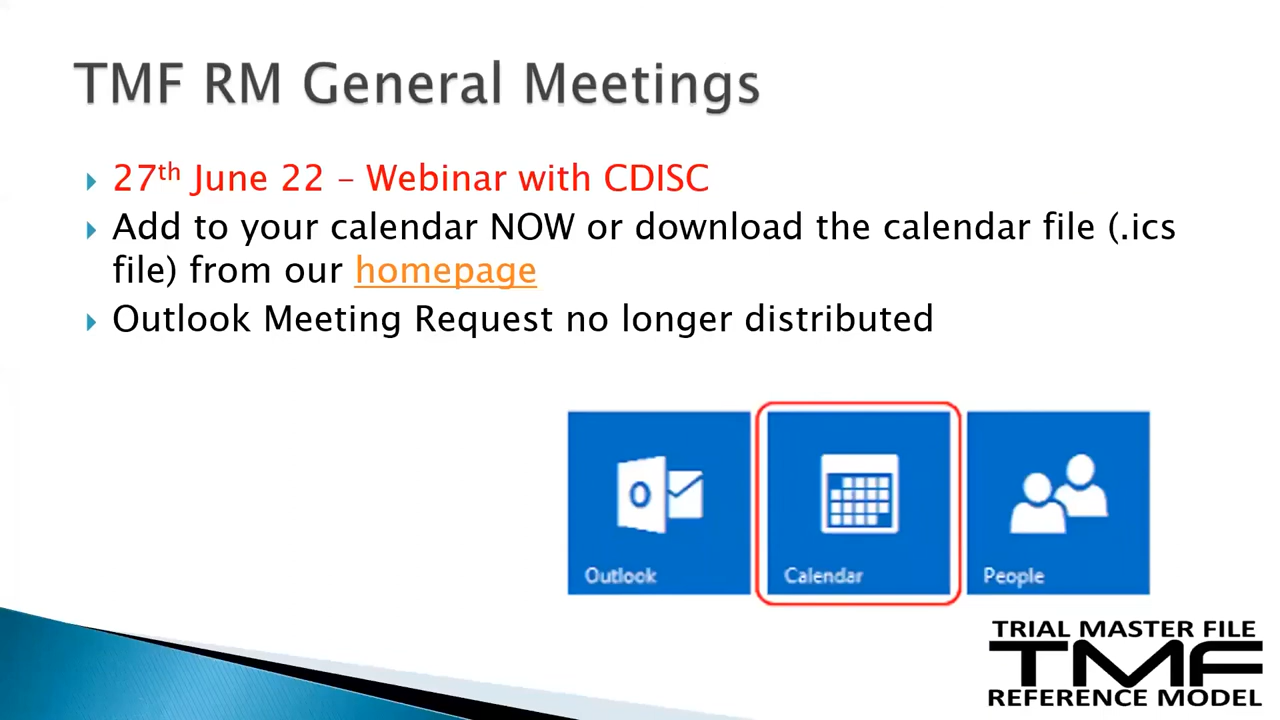 TMF RM General Meetings
27th June 22 – Webinar with CDISC
Add to your calendar NOW or download the calendar file (.ics
file) from our homepage
Outlook Meeting Request no longer distributed
Outlook
Calendar
People
TRIAL MASTER FILE
TMF
REFERENCE MODEL